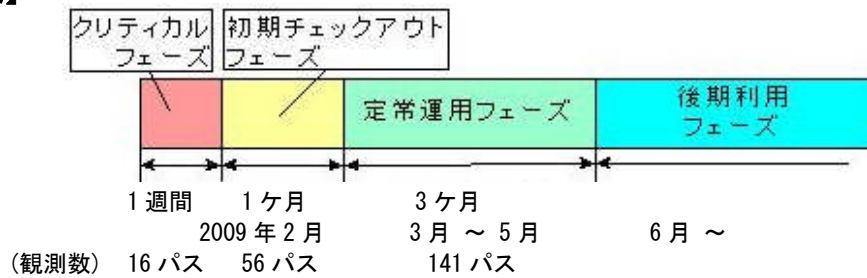 クリティカル
フェーズ
初期チェックアウト
フェーズ
定常運用フェーズ
後期利用
フェーズ
1週間 1ケ月 3ケ月
2009年2月 3月 ～ 5月 6月 ～
(観測数) 16パス 56パス 141パス